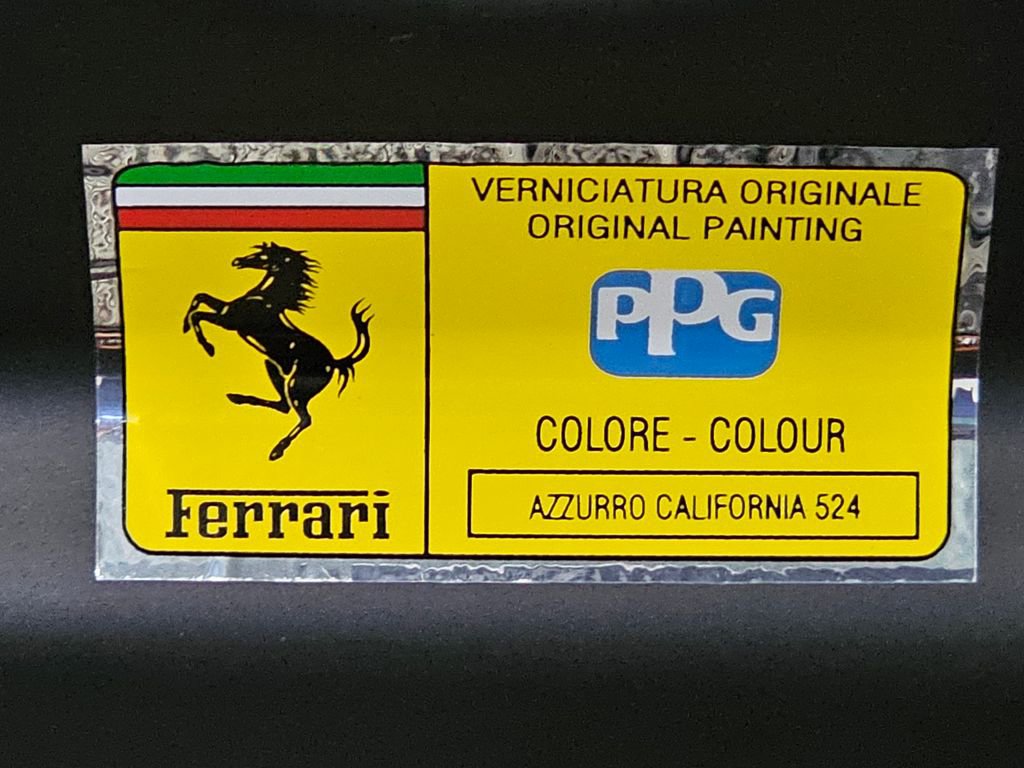 Ferrari
VERNICIATURA ORIGINALE
ORIGINAL PAINTING
PPG
COLORE - COLOUR
AZZURRO CALIFORNIA 524